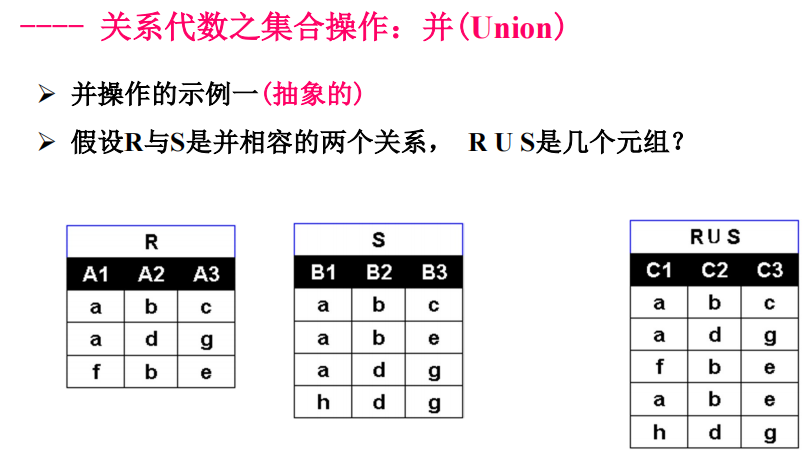 ---- 关系代数之集合操作：并(Union)
并操作的示例一(抽象的)
假设R与S是并相容的两个关系， R U S是几个元组？
R
A1 A2 A3
a b c
a d g
f b e
S
B1 B2 B3
a b c
a b e
a d g
h d g
R U S
C1 C2 C3
a b c
a d g
f b e
a b e
h d g